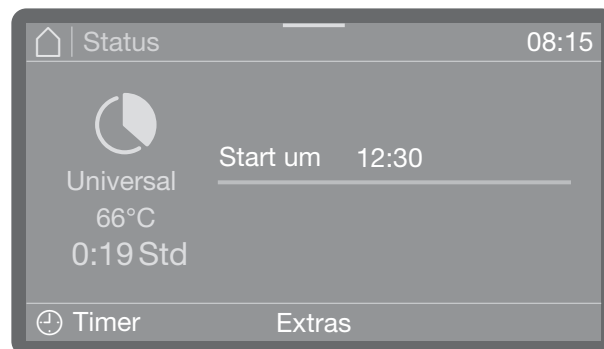 Status 08:15
Start um 12:30
Universal
66°C
0:19 Std
Timer Extras